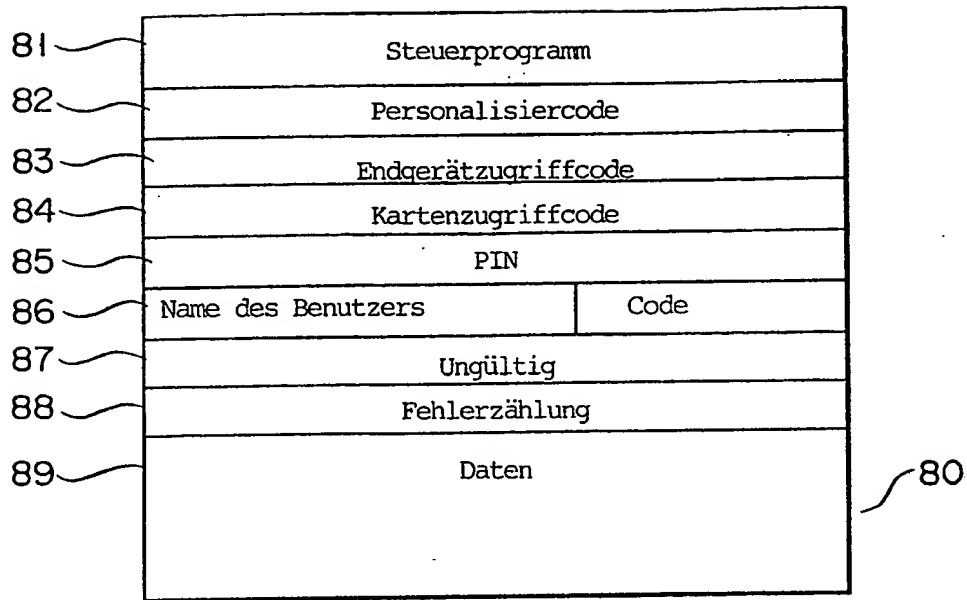 81 Steuerprogramm
82 Personalisiercode
83 Endgerätzugriffcode
84 Kartenzugriffcode
85 PIN
86 Name des Benutzers Code
87 Ungültig
88 Fehlerzählung
89 Daten
80